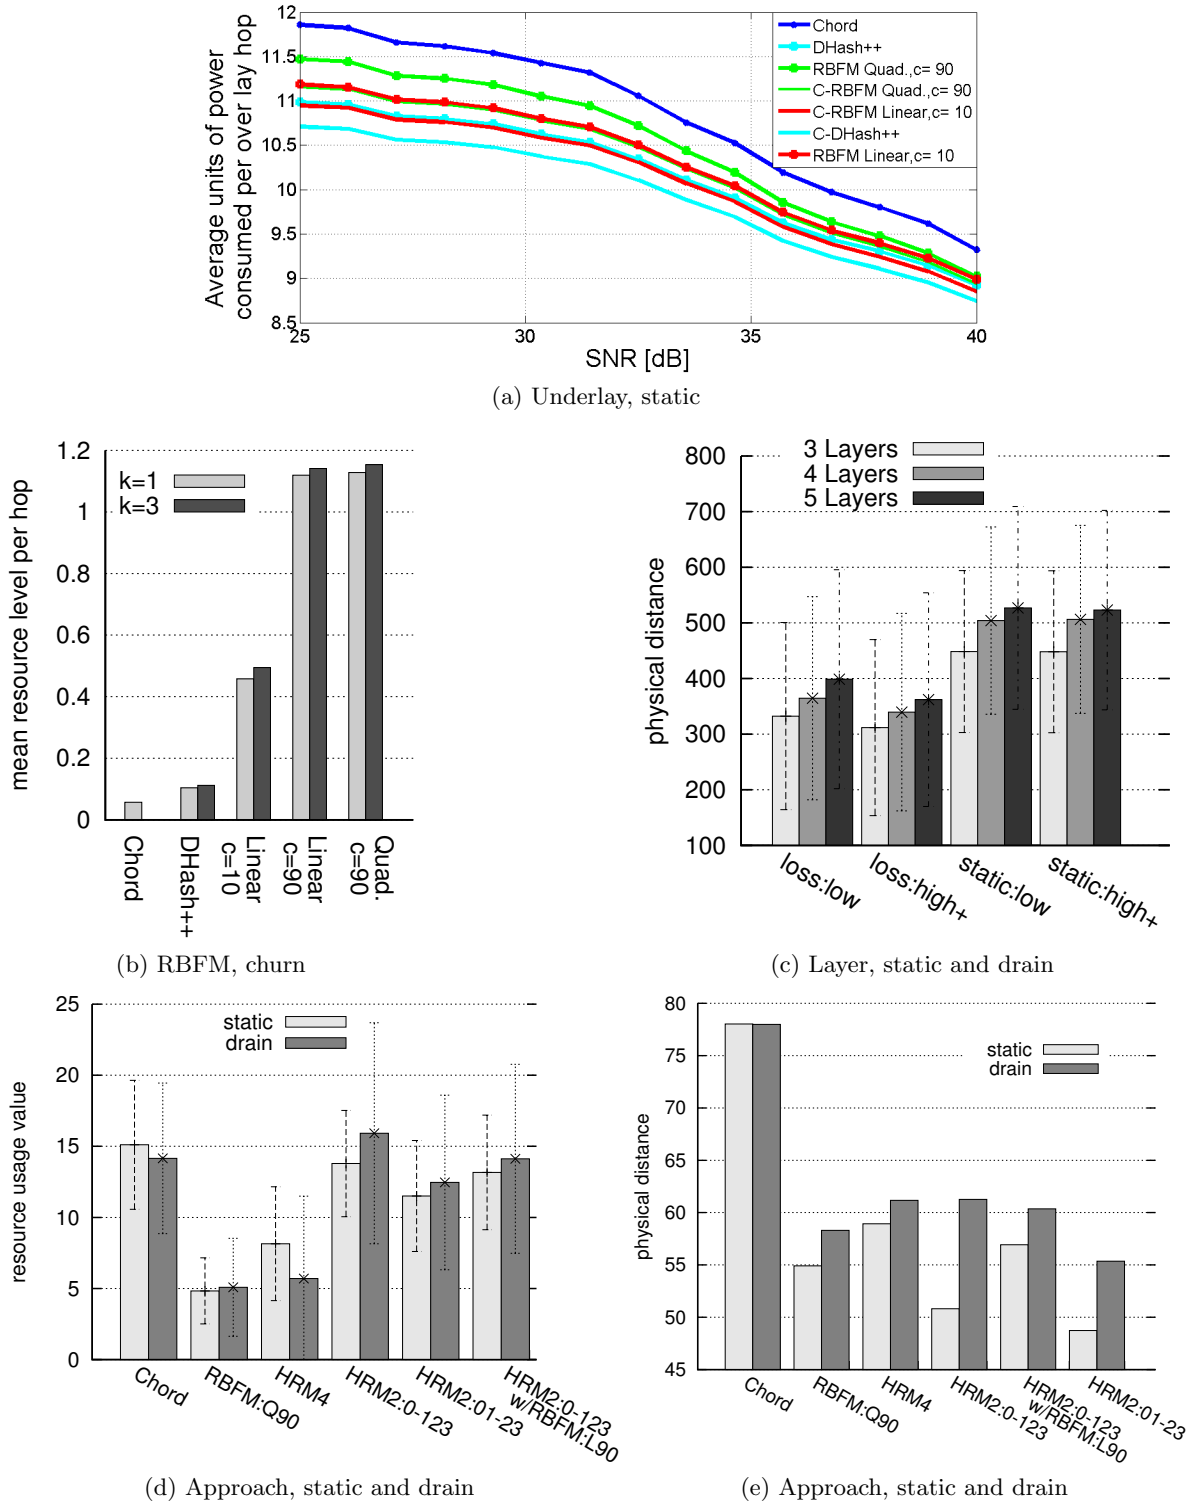 Average units of power
consumed per over lay hop
12
11.5
11
10.5
10
9.5
9
8.5
25
30
35
40
SNR [dB]
Chord
DHash++
RBFM Quad.,c= 90
C-RBFM Quad.,c= 90
C-RBFM Linear,c= 10
C-DHash++
RBFM Linear,c= 10
(a) Underlay, static
mean resource level per hop
1.2
1
0.8
0.6
0.4
0.2
0
k=1
k=3
Chord
DHash++
Linear
c=10
Linear
c=90
Quad.
c=90
(b) RBFM, churn
physical distance
800
700
600
500
400
300
200
100
3 Layers
4 Layers
5 Layers
loss:low
loss:high+
static:low
static:high+
(c) Layer, static and drain
resource usage value
25
20
15
10
5
0
static
drain
Chord
RBFM:Q90
HRM4
HRM2:0-123
HRM2:01-23
HRM2:0-123
w/RBFM:L90
(d) Approach, static and drain
physical distance
80
75
70
65
60
55
50
45
static
drain
Chord
RBFM:Q90
HRM4
HRM2:0-123
HRM2:0-123
w/RBFM:L90
HRM2:01-23
(e) Approach, static and drain